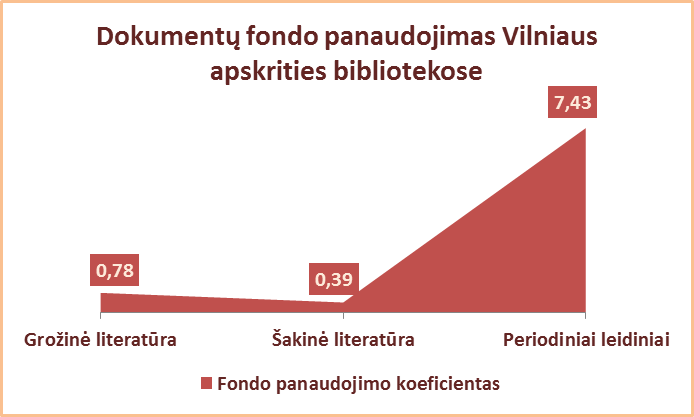 Dokumentų fondo panaudojimas Vilniaus
apskrities bibliotekose
7,43
0,78
0,39
Grožinė literatūra
Šakinė literatūra
Periodiniai leidiniai
Fondo panaudojimo koeficientas